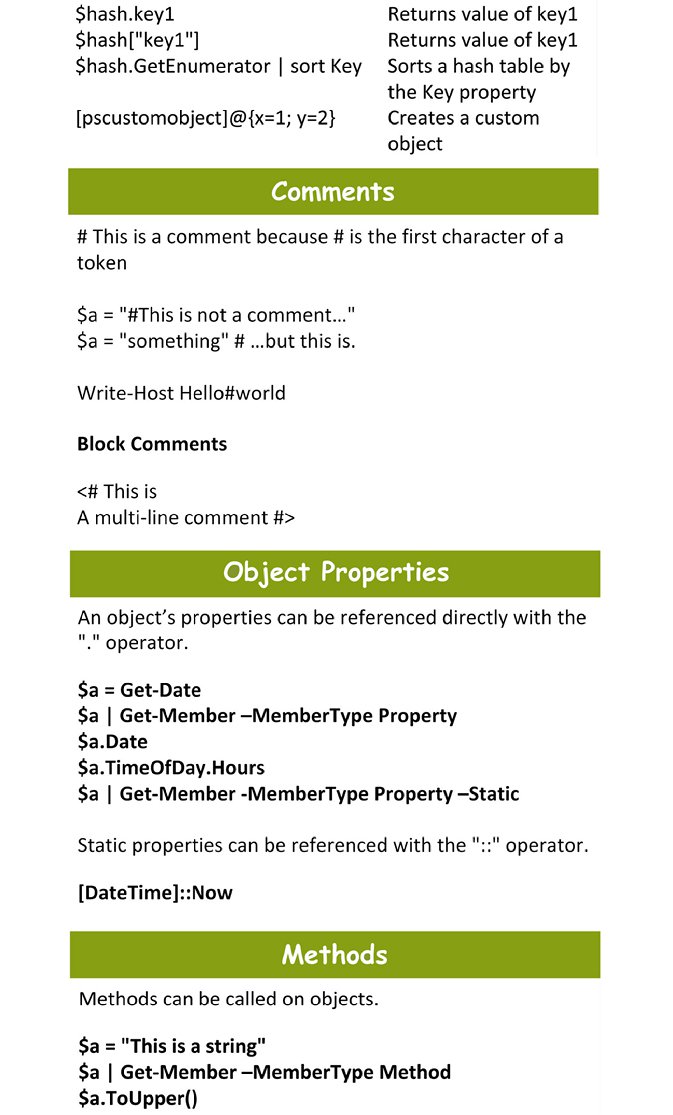 $hash.key1 Returns value of key1
$hash["key1"] Returns value of key1
$hash.GetEnumerator | sort Key Sorts a hash table by
the Key property
[pscustomobject]@{x=1; y=2} Creates a custom
object
Comments
# This is a comment because # is the first character of a
token
$a = "#This is not a comment…"
$a = "something" # …but this is.
Write-Host Hello#world
Block Comments
<# This is
A multi-line comment #>
Object Properties
An object’s properties can be referenced directly with the
"." operator.
$a = Get-Date
$a | Get-Member –MemberType Property
$a.Date
$a.TimeOfDay.Hours
$a | Get-Member -MemberType Property –Static
Static properties can be referenced with the "::" operator.
[DateTime]::Now
Methods
Methods can be called on objects.
$a = "This is a string"
$a | Get-Member –MemberType Method
$a.ToUpper()